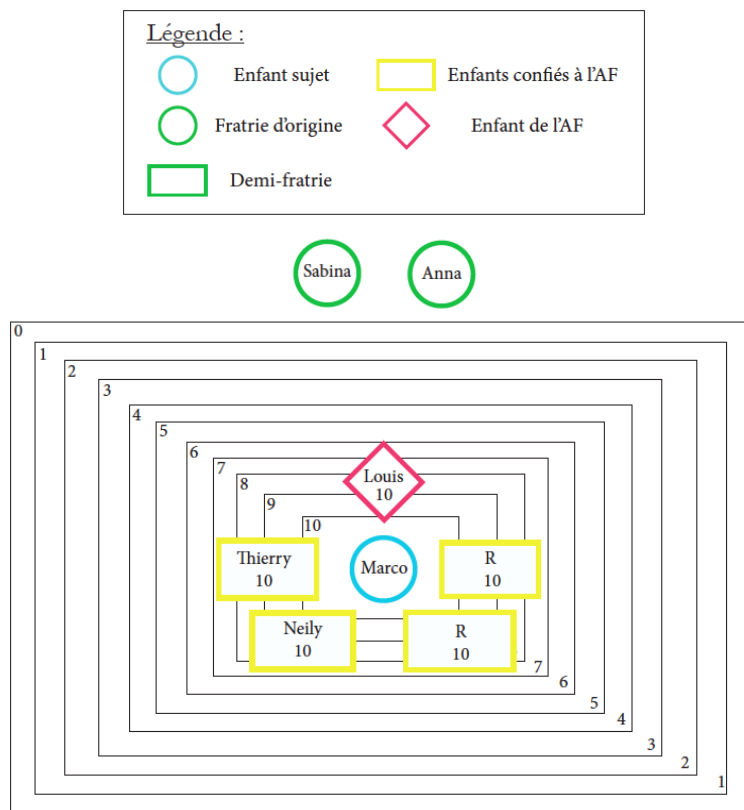 Légende :
Enfant sujet
Enfants confiés à l'AF
Fratrie d'origine
Enfant de l'AF
Demi-fratrie
Sabina
Anna
0
1
2
3
4
5
6
7
8
9
10
Louis
10
Thierry
10
Marco
R
10
Neily
10
R
10
7
6
5
4
3
2
1